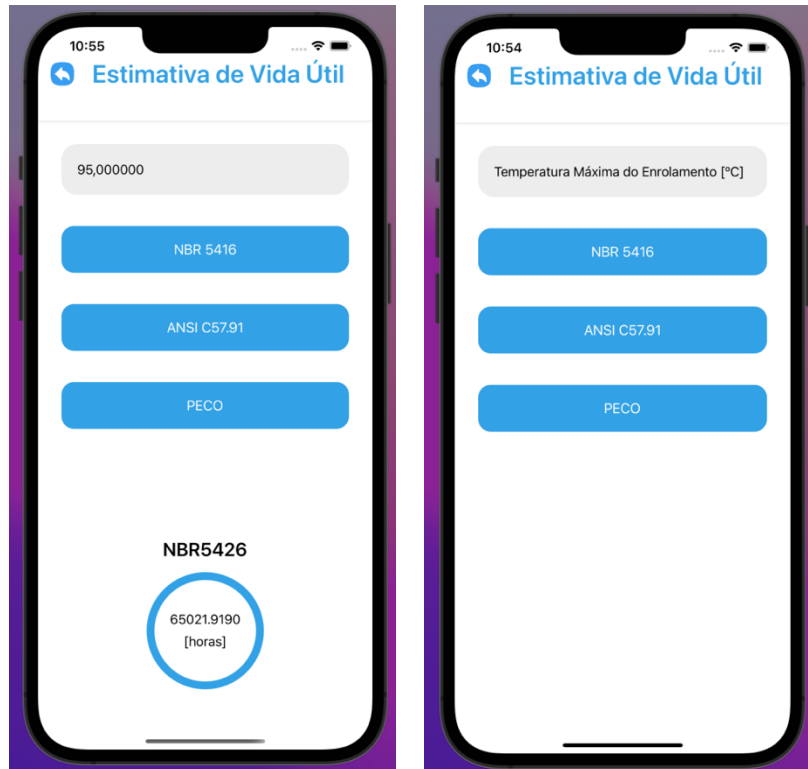 10:55
Estimativa de Vida Útil
95,000000
NBR 5416
ANSI C57.91
PECO
NBR5426
65021.9190
[horas]
10:54
Estimativa de Vida Útil
Temperatura Máxima do Enrolamento [°C]
NBR 5416
ANSI C57.91
PECO